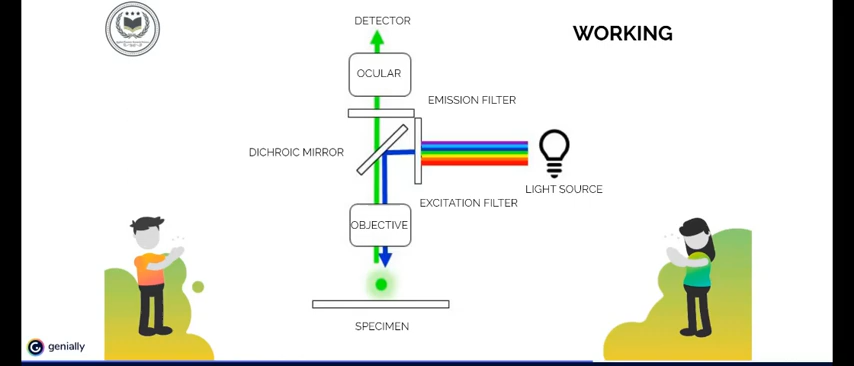 DETECTOR
WORKING
OCULAR
EMISSION FILTER
DICHROIC MIRROR
LIGHT SOURCE
EXCITATION FILTER
OBJECTIVE
SPECIMEN
genially